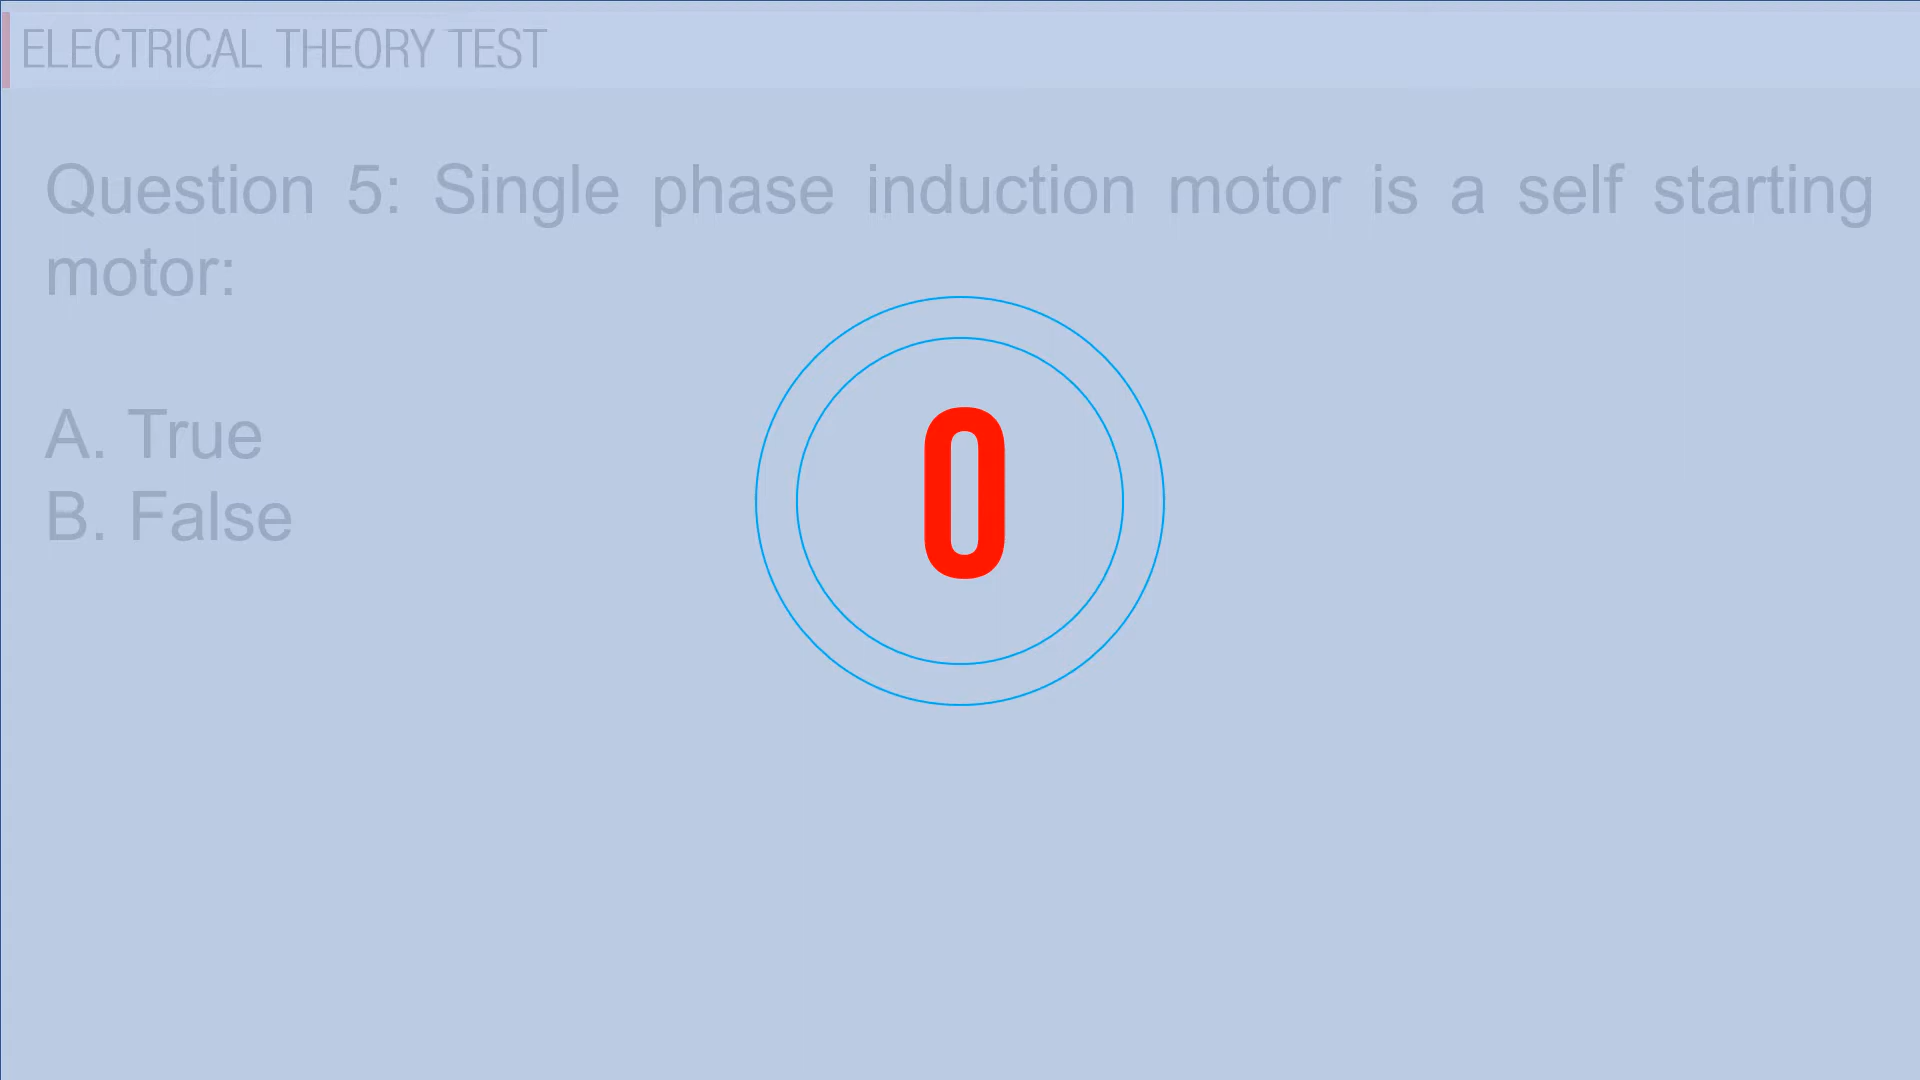 ELECTRICAL THEORY TEST
Question 5: Single phase induction motor is a self starting
motor:
A. True
B. False
0